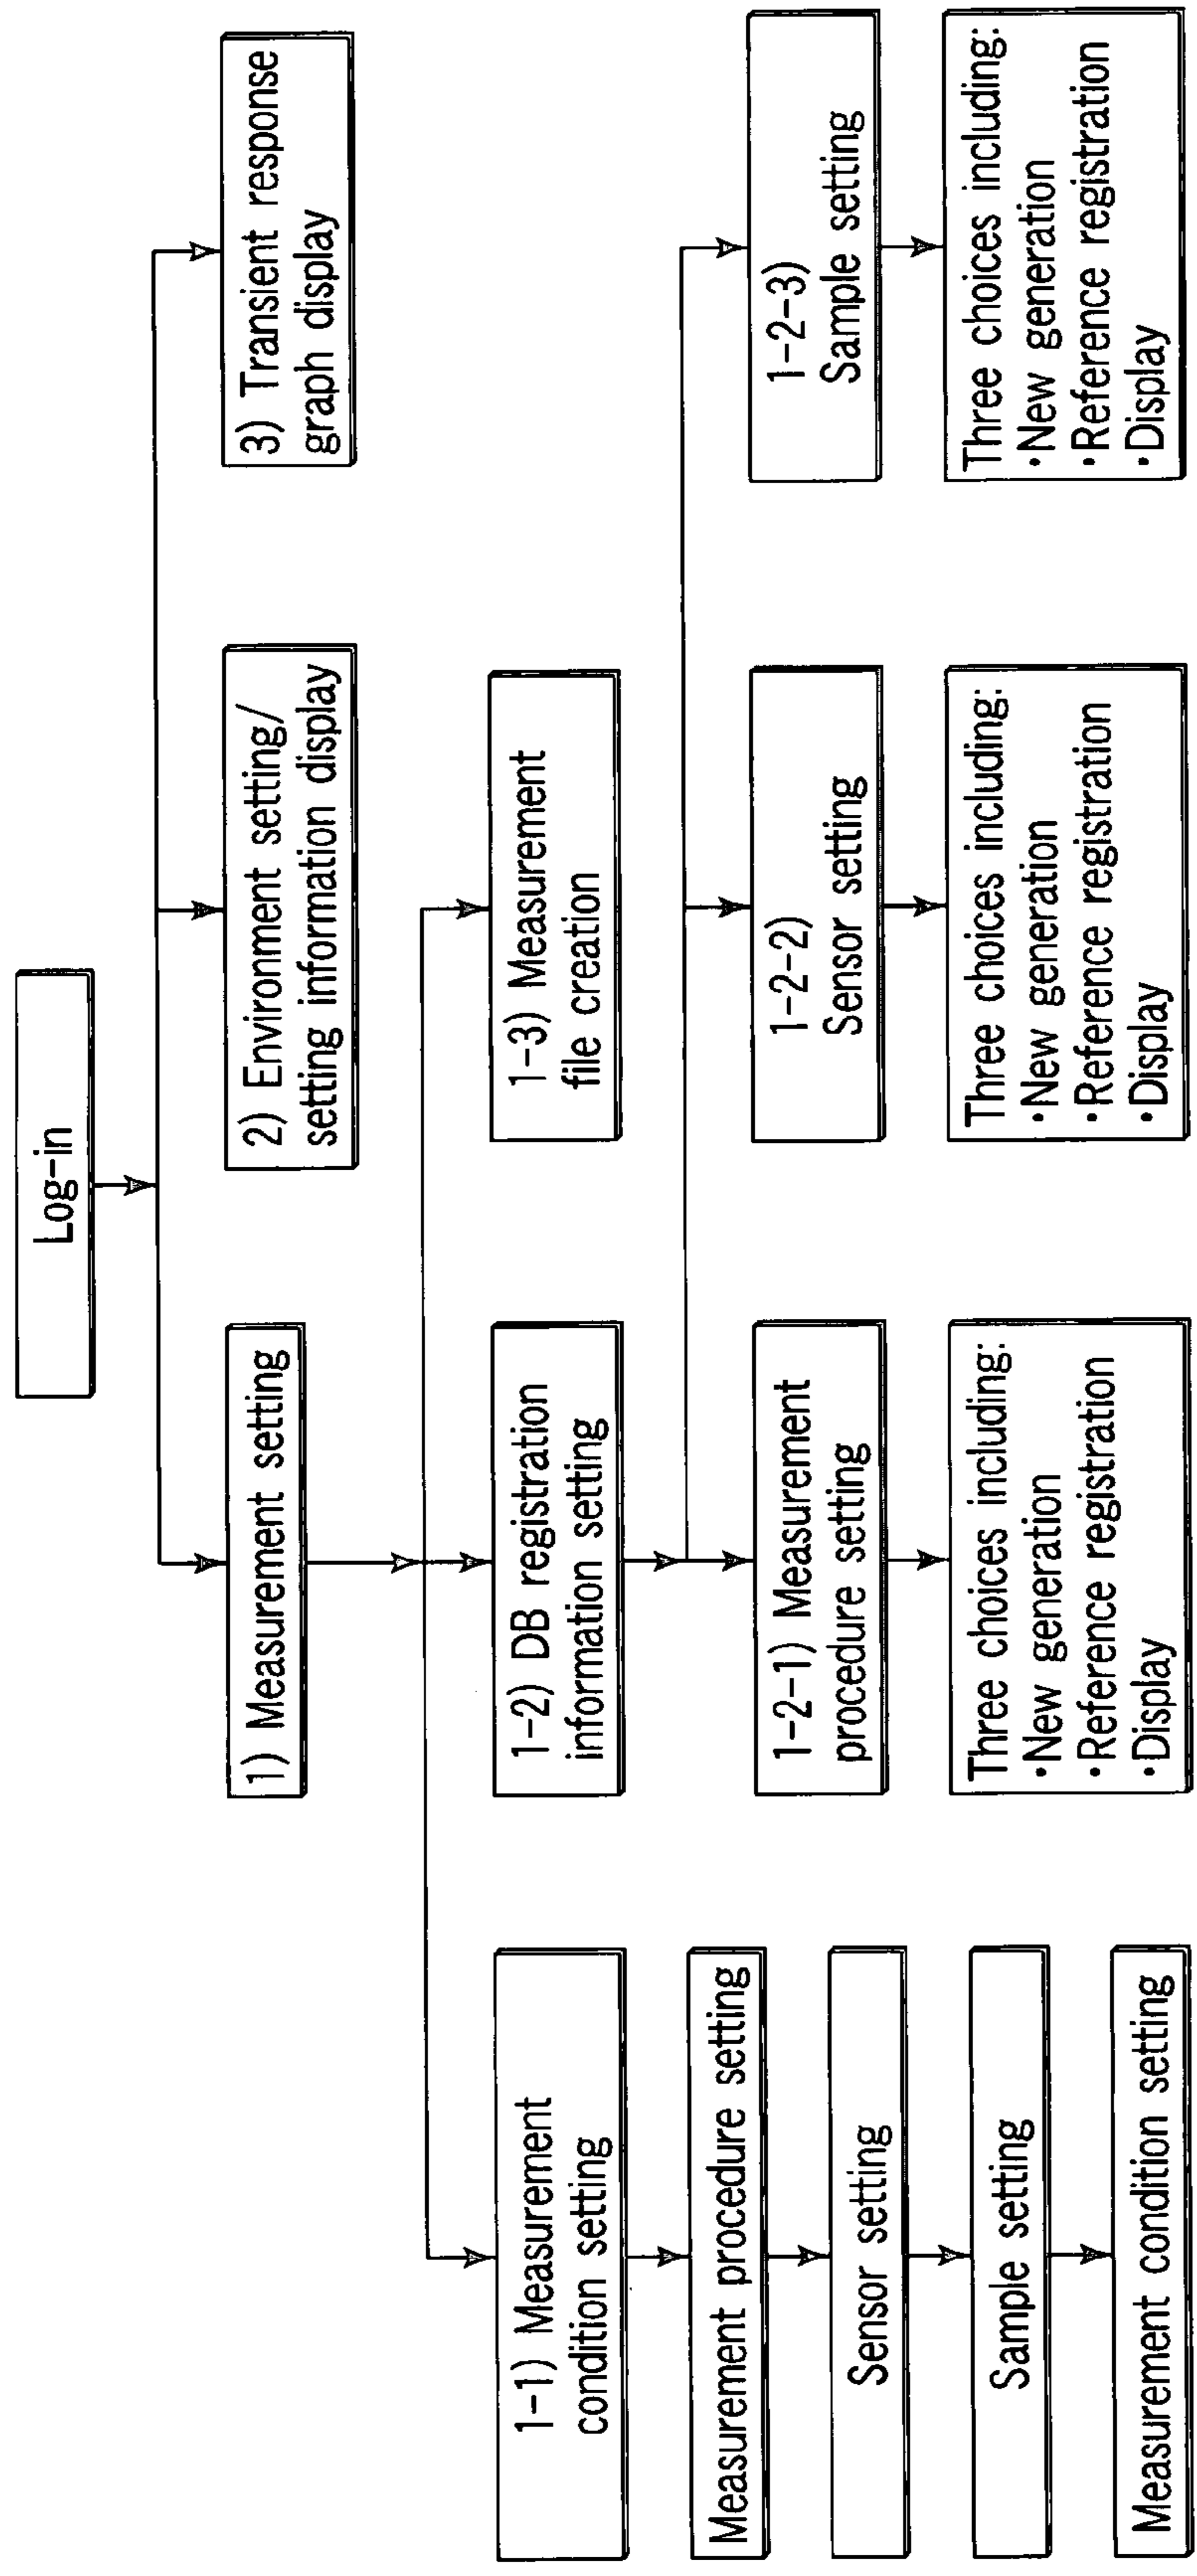 Log-in
1) Measurement setting
2) Environment setting/
setting information display
3) Transient response
graph display
1-1) Measurement
condition setting
1-2) DB registration
information setting
1-3) Measurement
file creation
Measurement procedure setting
Sensor setting
Sample setting
Measurement condition setting
1-2-1) Measurement
procedure setting
1-2-2)
Sensor setting
1-2-3)
Sample setting
Three choices including:
·New generation
·Reference registration
·Display
Three choices including:
·New generation
·Reference registration
·Display
Three choices including:
·New generation
·Reference registration
·Display